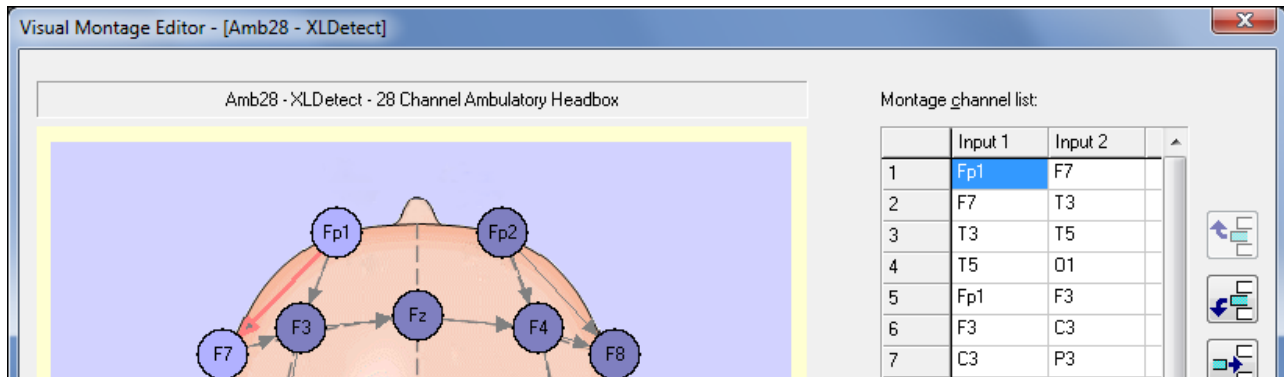 Visual Montage Editor - [Amb28 - XLDetect]
Amb28 - XLDetect - 28 Channel Ambulatory Headbox
Montage channel list:
Input 1 Input 2
1 Fp1 F7
2 F7 T3
3 T3 T5
4 T5 O1
5 Fp1 F3
6 F3 C3
7 C3 P3
Fp1 Fp2
F3 Fz F4
F7 F8